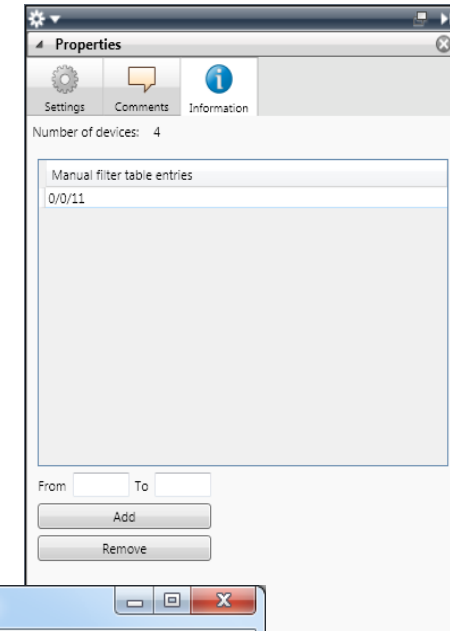 Properties
Settings Comments Information
Number of devices: 4
Manual filter table entries
0/0/11
From To
Add
Remove